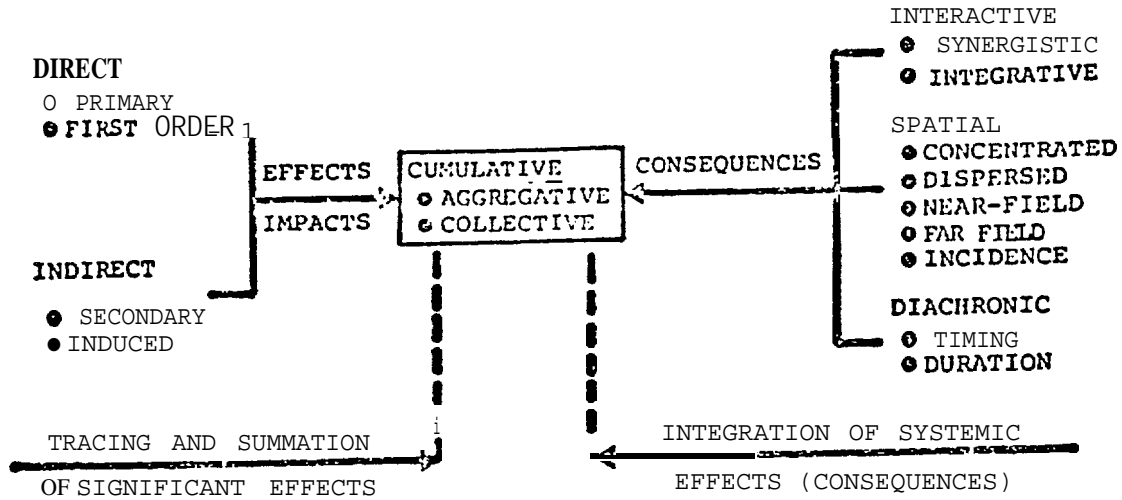 DIRECT
O PRIMARY
● FIRST ORDER 1
INDIRECT
● SECONDARY
● INDUCED
EFFECTS
IMPACTS
CUMULATIVE
● AGGREGATIVE
● COLLECTIVE
CONSEQUENCES
INTERACTIVE
● SYNERGISTIC
● INTEGRATIVE
SPATIAL
● CONCENTRATED
● DISPERSED
● NEAR-FIELD
● FAR FIELD
● INCIDENCE
DIACHRONIC
● TIMING
● DURATION
i
TRACING AND SUMMATION
OF SIGNIFICANT EFFECTS
INTEGRATION OF SYSTEMIC
EFFECTS (CONSEQUENCES)